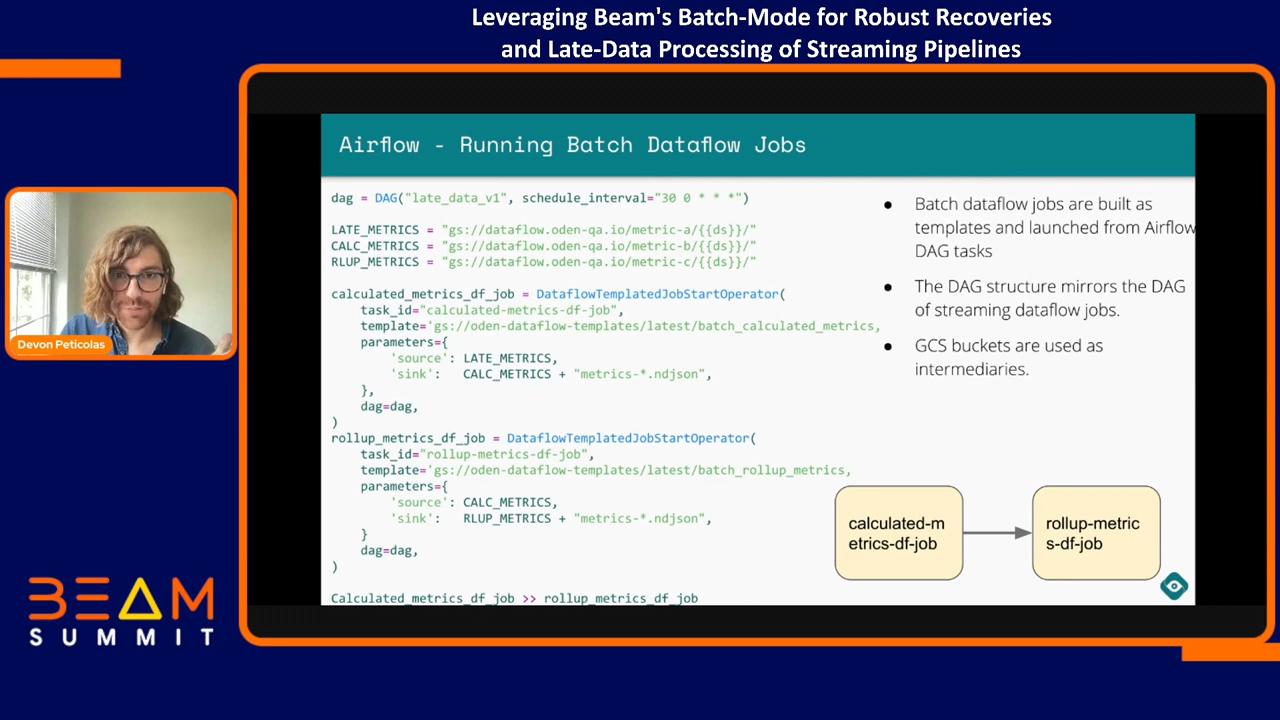 Leveraging Beam's Batch-Mode for Robust Recoveries
and Late-Data Processing of Streaming Pipelines
Airflow - Running Batch Dataflow Jobs
dag = DAG("late_data_v1", schedule_interval="30 0 * * *")
LATE_METRICS = "gs://dataflow.oden-qa.io/metric-a/{{ds}}/"
CALC_METRICS = "gs://dataflow.oden-qa.io/metric-b/{{ds}}/"
RLUP_METRICS = "gs://dataflow.oden-qa.io/metric-c/{{ds}}/"
calculated_metrics_df_job = DataflowTemplatedJobStartOperator(
task_id="calculated-metrics-df-job",
template='gs://oden-dataflow-templates/latest/batch_calculated_metrics,
parameters={
'source': LATE_METRICS,
'sink': CALC_METRICS + "metrics-*.ndjson",
},
dag=dag,
)
rollup_metrics_df_job = DataflowTemplatedJobStartOperator(
task_id="rollup-metrics-df-job",
template='gs://oden-dataflow-templates/latest/batch_rollup_metrics,
parameters={
'source': CALC_METRICS,
'sink': RLUP_METRICS + "metrics-*.ndjson",
}
dag=dag,
)
Calculated_metrics_df_job >> rollup_metrics_df_job
● Batch dataflow jobs are built as
templates and launched from Airflow
DAG tasks
● The DAG structure mirrors the DAG
of streaming dataflow jobs.
● GCS buckets are used as
intermediaries.
calculated-m
etrics-df-job
rollup-metric
s-df-job
Devon Peticolas
BEAM
SUMMIT